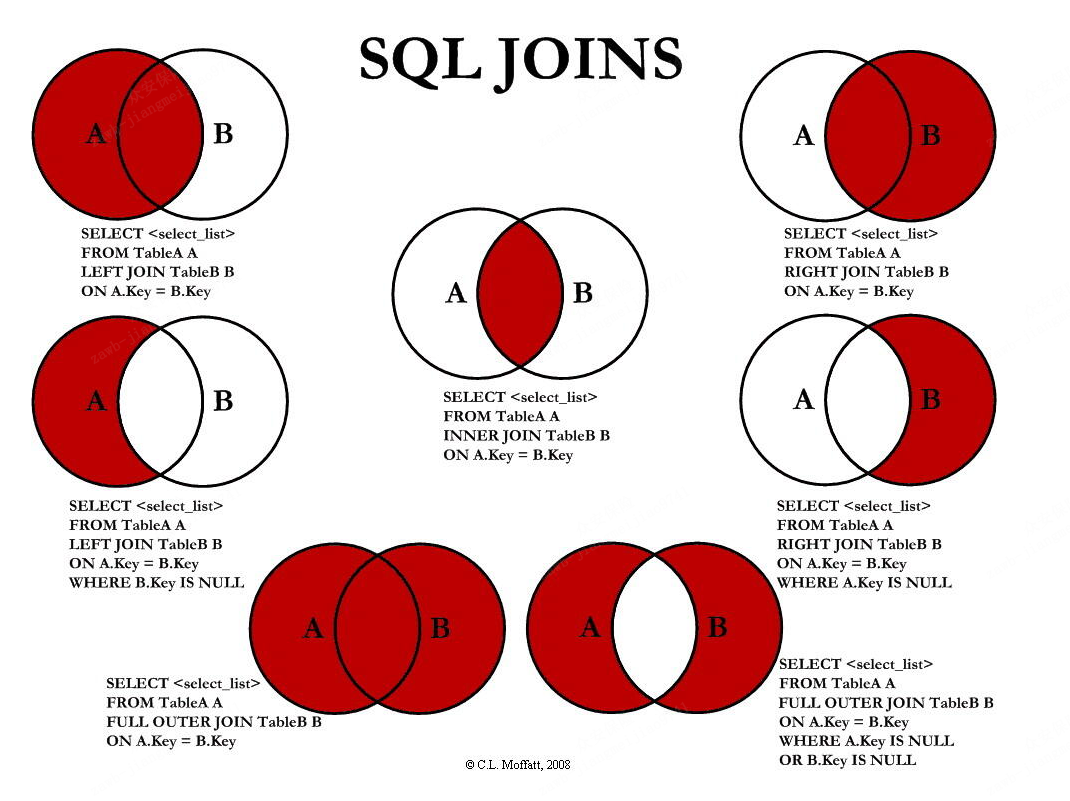 SQL JOINS
A
B
SELECT <select_list>
FROM TableA A
LEFT JOIN TableB B
ON A.Key = B.Key
A
B
SELECT <select_list>
FROM TableA A
RIGHT JOIN TableB B
ON A.Key = B.Key
A
B
SELECT <select_list>
FROM TableA A
INNER JOIN TableB B
ON A.Key = B.Key
A
B
SELECT <select_list>
FROM TableA A
LEFT JOIN TableB B
ON A.Key = B.Key
WHERE B.Key IS NULL
A
B
SELECT <select_list>
FROM TableA A
RIGHT JOIN TableB B
ON A.Key = B.Key
WHERE A.Key IS NULL
A
B
SELECT <select_list>
FROM TableA A
FULL OUTER JOIN TableB B
ON A.Key = B.Key
A
B
SELECT <select_list>
FROM TableA A
FULL OUTER JOIN TableB B
ON A.Key = B.Key
WHERE A.Key IS NULL
OR B.Key IS NULL
© C.L. Moffatt, 2008